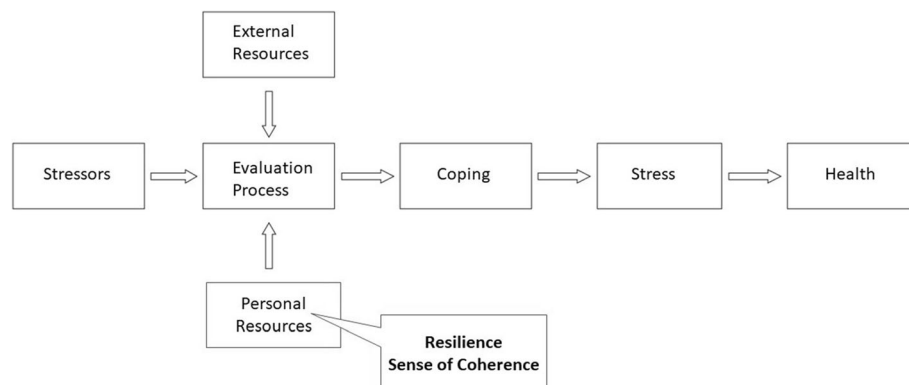 External
Resources
Stressors
Evaluation
Process
Coping
Stress
Health
Personal
Resources
Resilience
Sense of Coherence